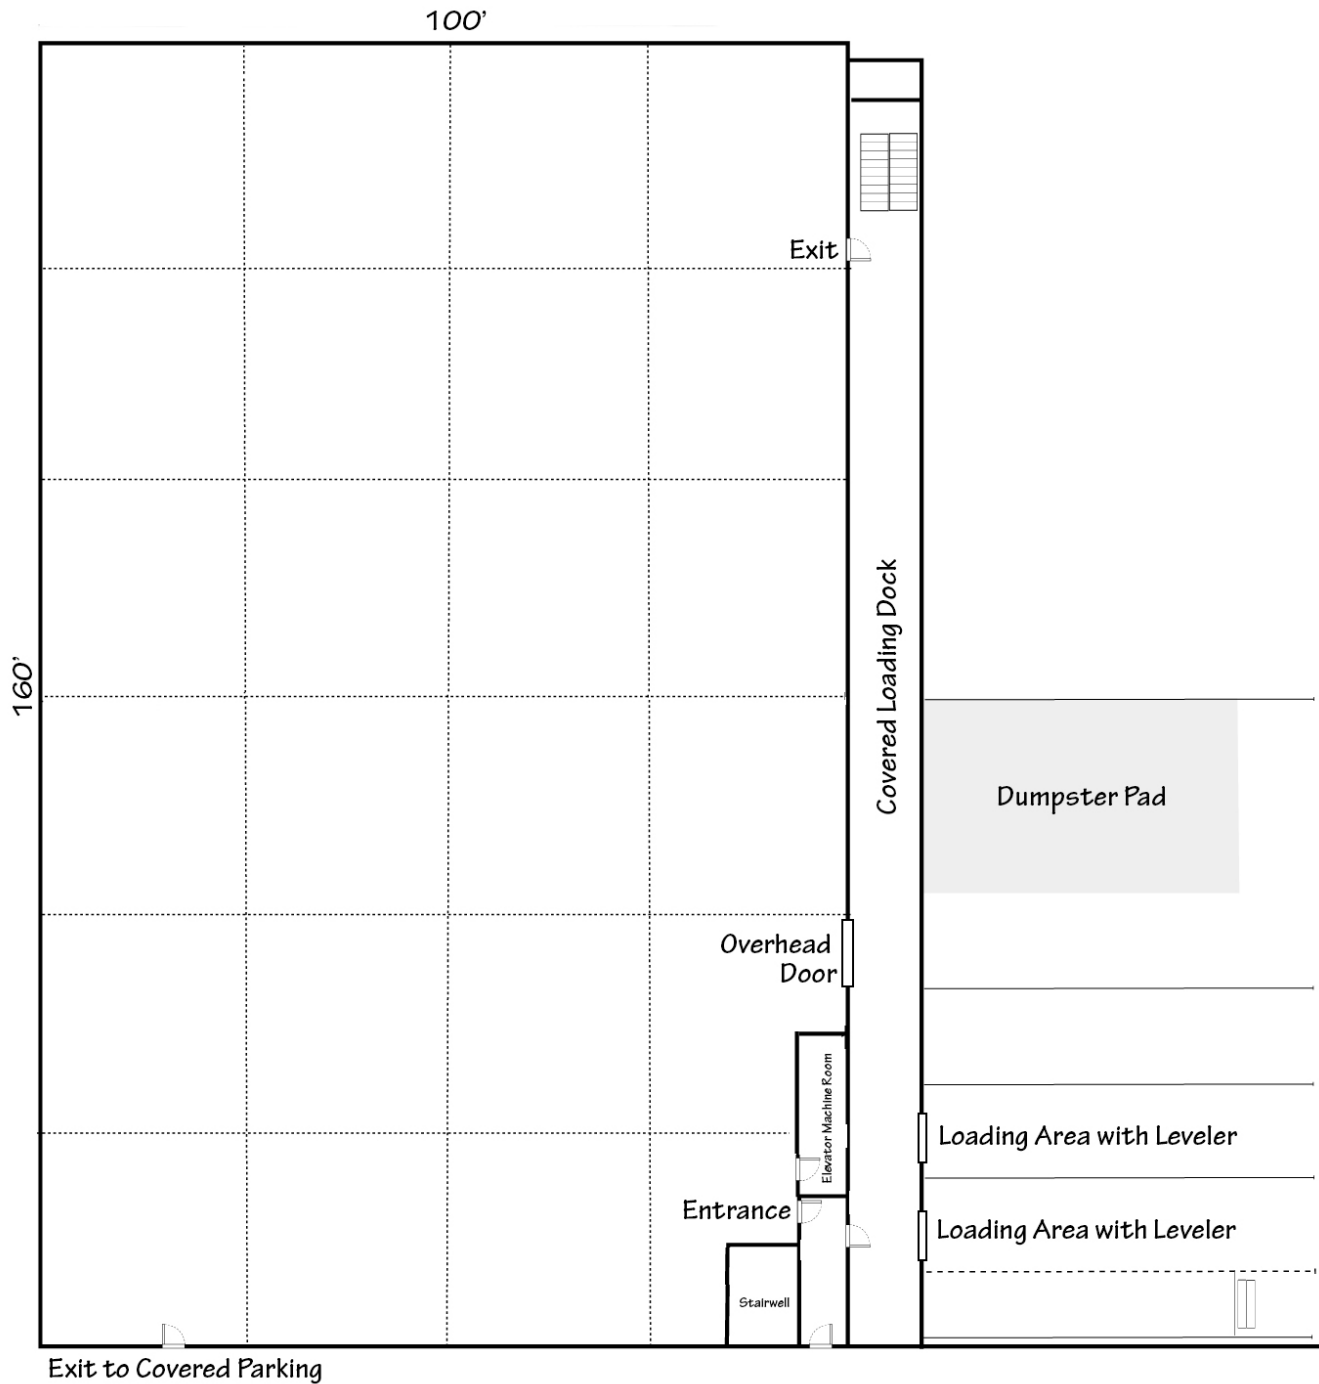 100'
Exit
160'
Covered Loading Dock
Dumpster Pad
Overhead
Door
Elevator Machine Room
Loading Area with Leveler
Entrance
Loading Area with Leveler
Stairwell
Exit to Covered Parking